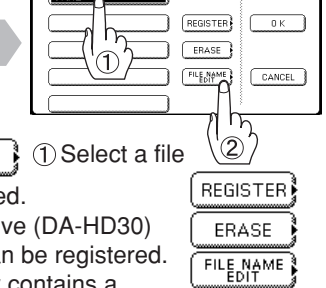 REGISTER
O K
ERASE
FILE NAME
EDIT
CANCEL
①
②
① Select a file
ed.
ve (DA-HD30)
an be registered.
contains a
REGISTER
ERASE
FILE NAME
EDIT